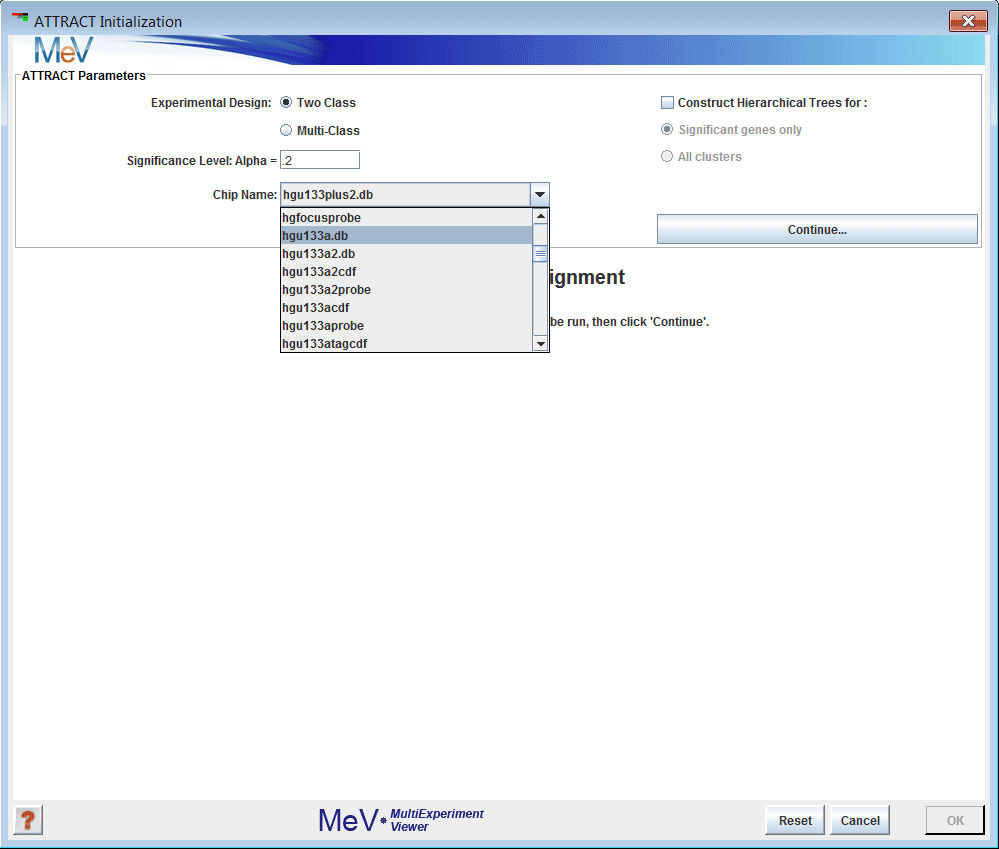 ATTRACT Initialization
MeV
ATTRACT Parameters
Experimental Design: Two Class
Multi-Class
Significance Level: Alpha = .2
Chip Name: hgu133plus2.db
hgfocusprobe
hgu133a.db
hgu133a2.db
hgu133a2cdf
hgu133a2probe
hgu133acdf
hgu133aprobe
hgu133atagcdf
Construct Hierarchical Trees for :
Significant genes only
All clusters
Continue...
ignment
be run, then click 'Continue'.
?
MeV* MultiExperiment
Viewer
Reset
Cancel
OK